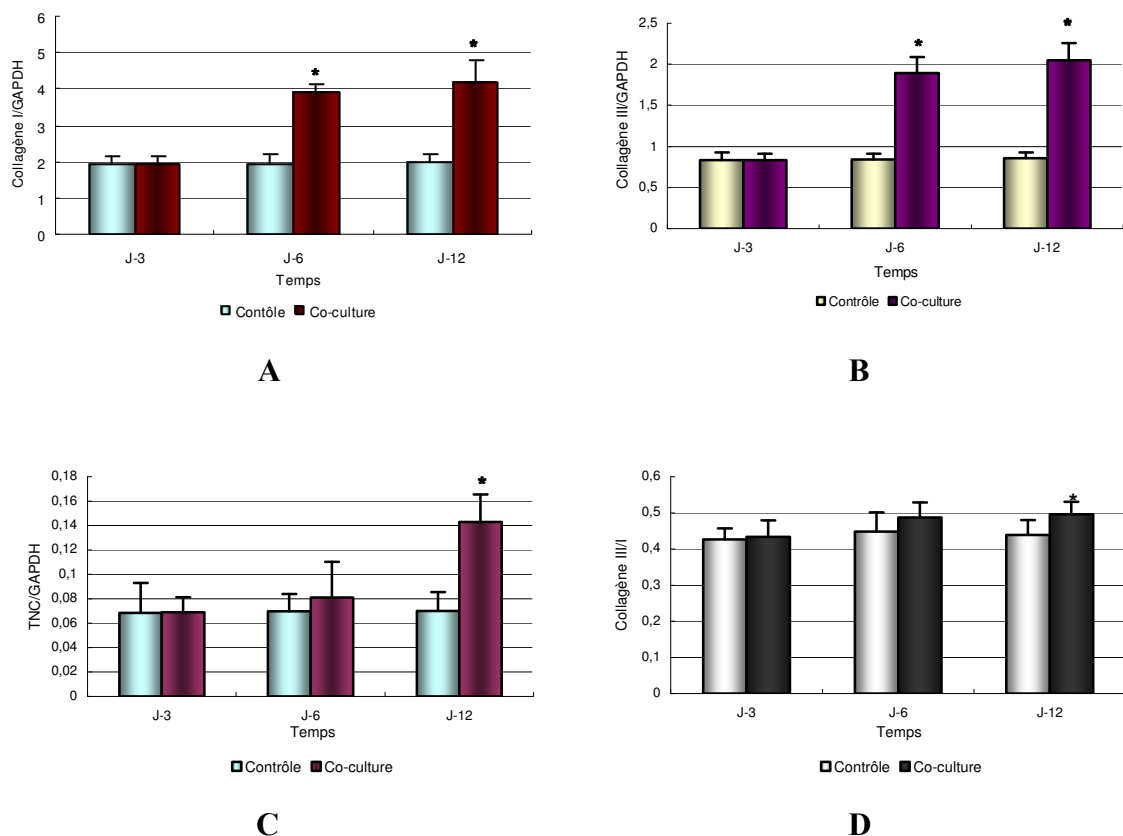 6
5
4
3
2
1
0
Collagène I/GAPDH
*
*
J-3 J-6 J-12
Temps
Contôle Co-culture
A
2,5
2
1,5
1
0,5
0
Collagène III/GAPDH
*
*
J-3 J-6 J-12
Temps
Contrôle Co-culture
B
0,18
0,16
0,14
0,12
0,1
0,08
0,06
0,04
0,02
0
TNC/GAPDH
*
J-3 J-6 J-12
Temps
Contrôle Co-culture
C
0,6
0,5
0,4
0,3
0,2
0,1
0
Collagène III/I
*
J-3 J-6 J-12
Temps
Contrôle Co-culture
D